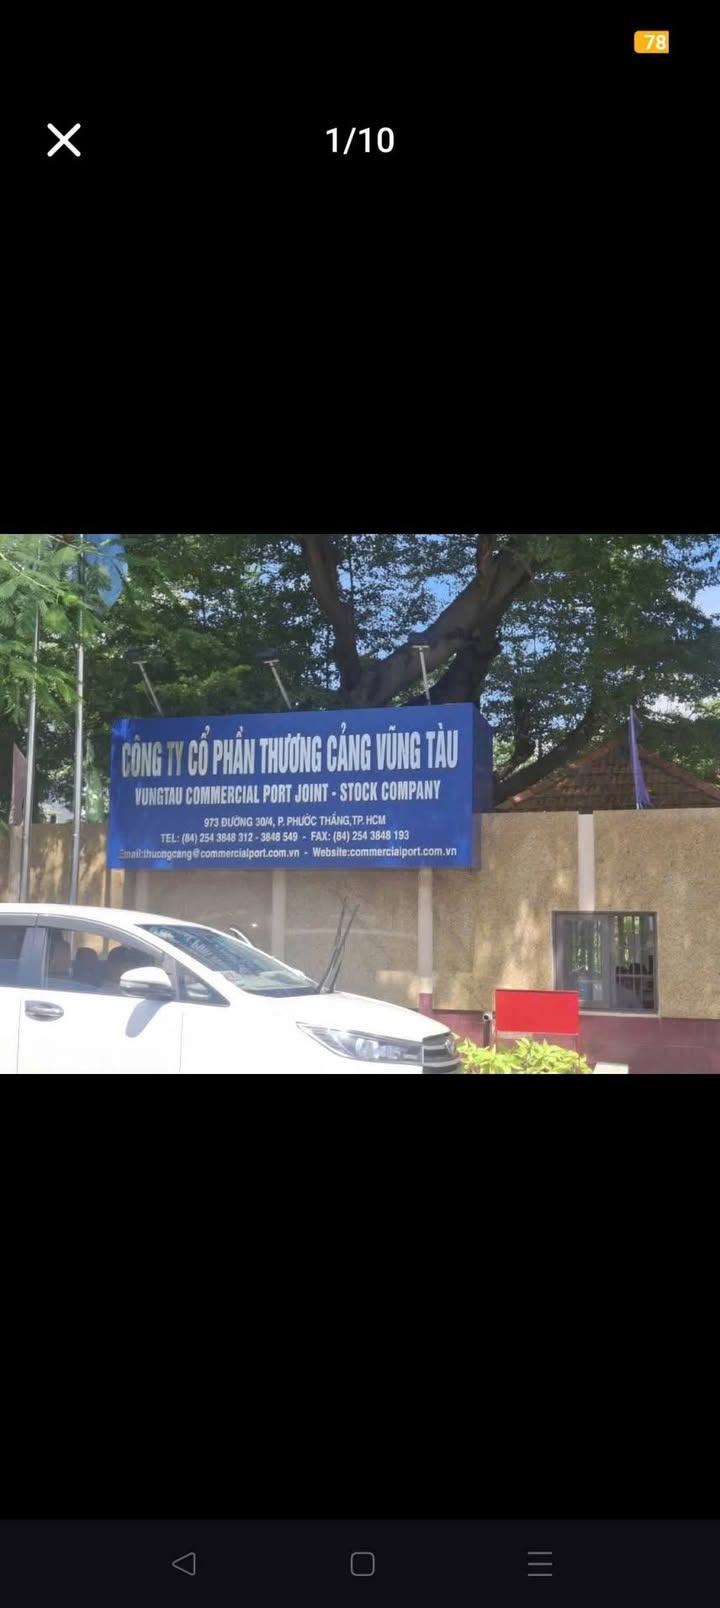 78
1/10
CÔNG TY CỔ PHẦN THƯƠNG CẢNG VŨNG TÀU
VUNGTAU COMMERCIAL PORT JOINT - STOCK COMPANY
973 ĐƯỜNG 30/4, P. PHƯỚC THẮNG,TP. HCM
TEL: (84) 254 3848 312 - 3848 549 - FAX: (84) 254 3848 193
Email:thuongcang@commercialport.com.vn - Website:commercialport.com.vn